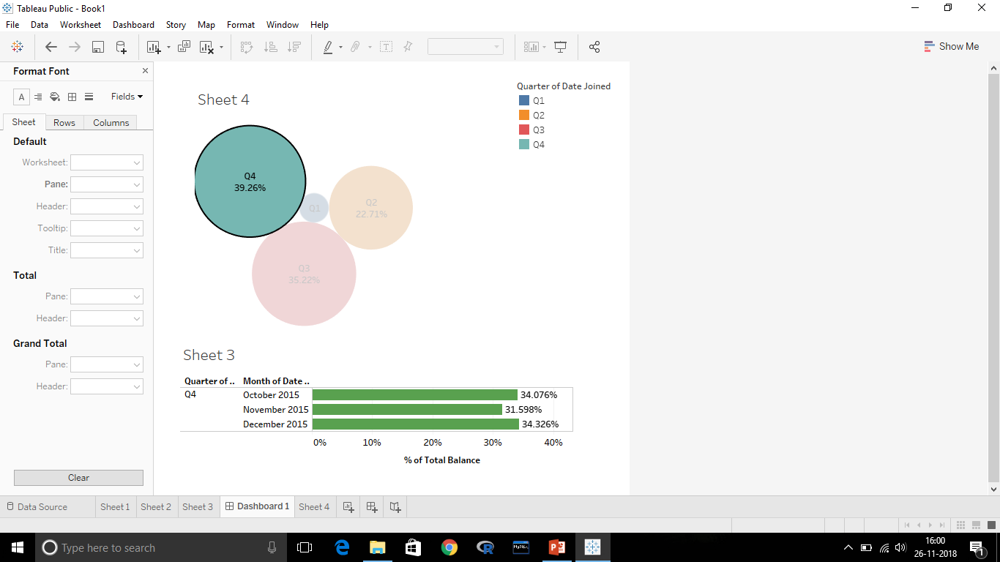 Tableau Public - Book1
File Data Worksheet Dashboard Story Map Format Window Help
Show Me
Format Font
Fields
Sheet Rows Columns
Default
Worksheet:
Pane:
Header:
Tooltip:
Title:
Total
Pane:
Header:
Grand Total
Pane:
Header:
Clear
Sheet 4
Q4
39.26%
Q1
Q2
22.71%
Q3
35.22%
Quarter of Date Joined
Q1
Q2
Q3
Q4
Sheet 3
Quarter of .. Month of Date ..
Q4 October 2015 34.076%
November 2015 31.598%
December 2015 34.326%
0% 10% 20% 30% 40%
% of Total Balance
Data Source Sheet 1 Sheet 2 Sheet 3 Dashboard 1 Sheet 4
Type here to search
16:00
26-11-2018
1